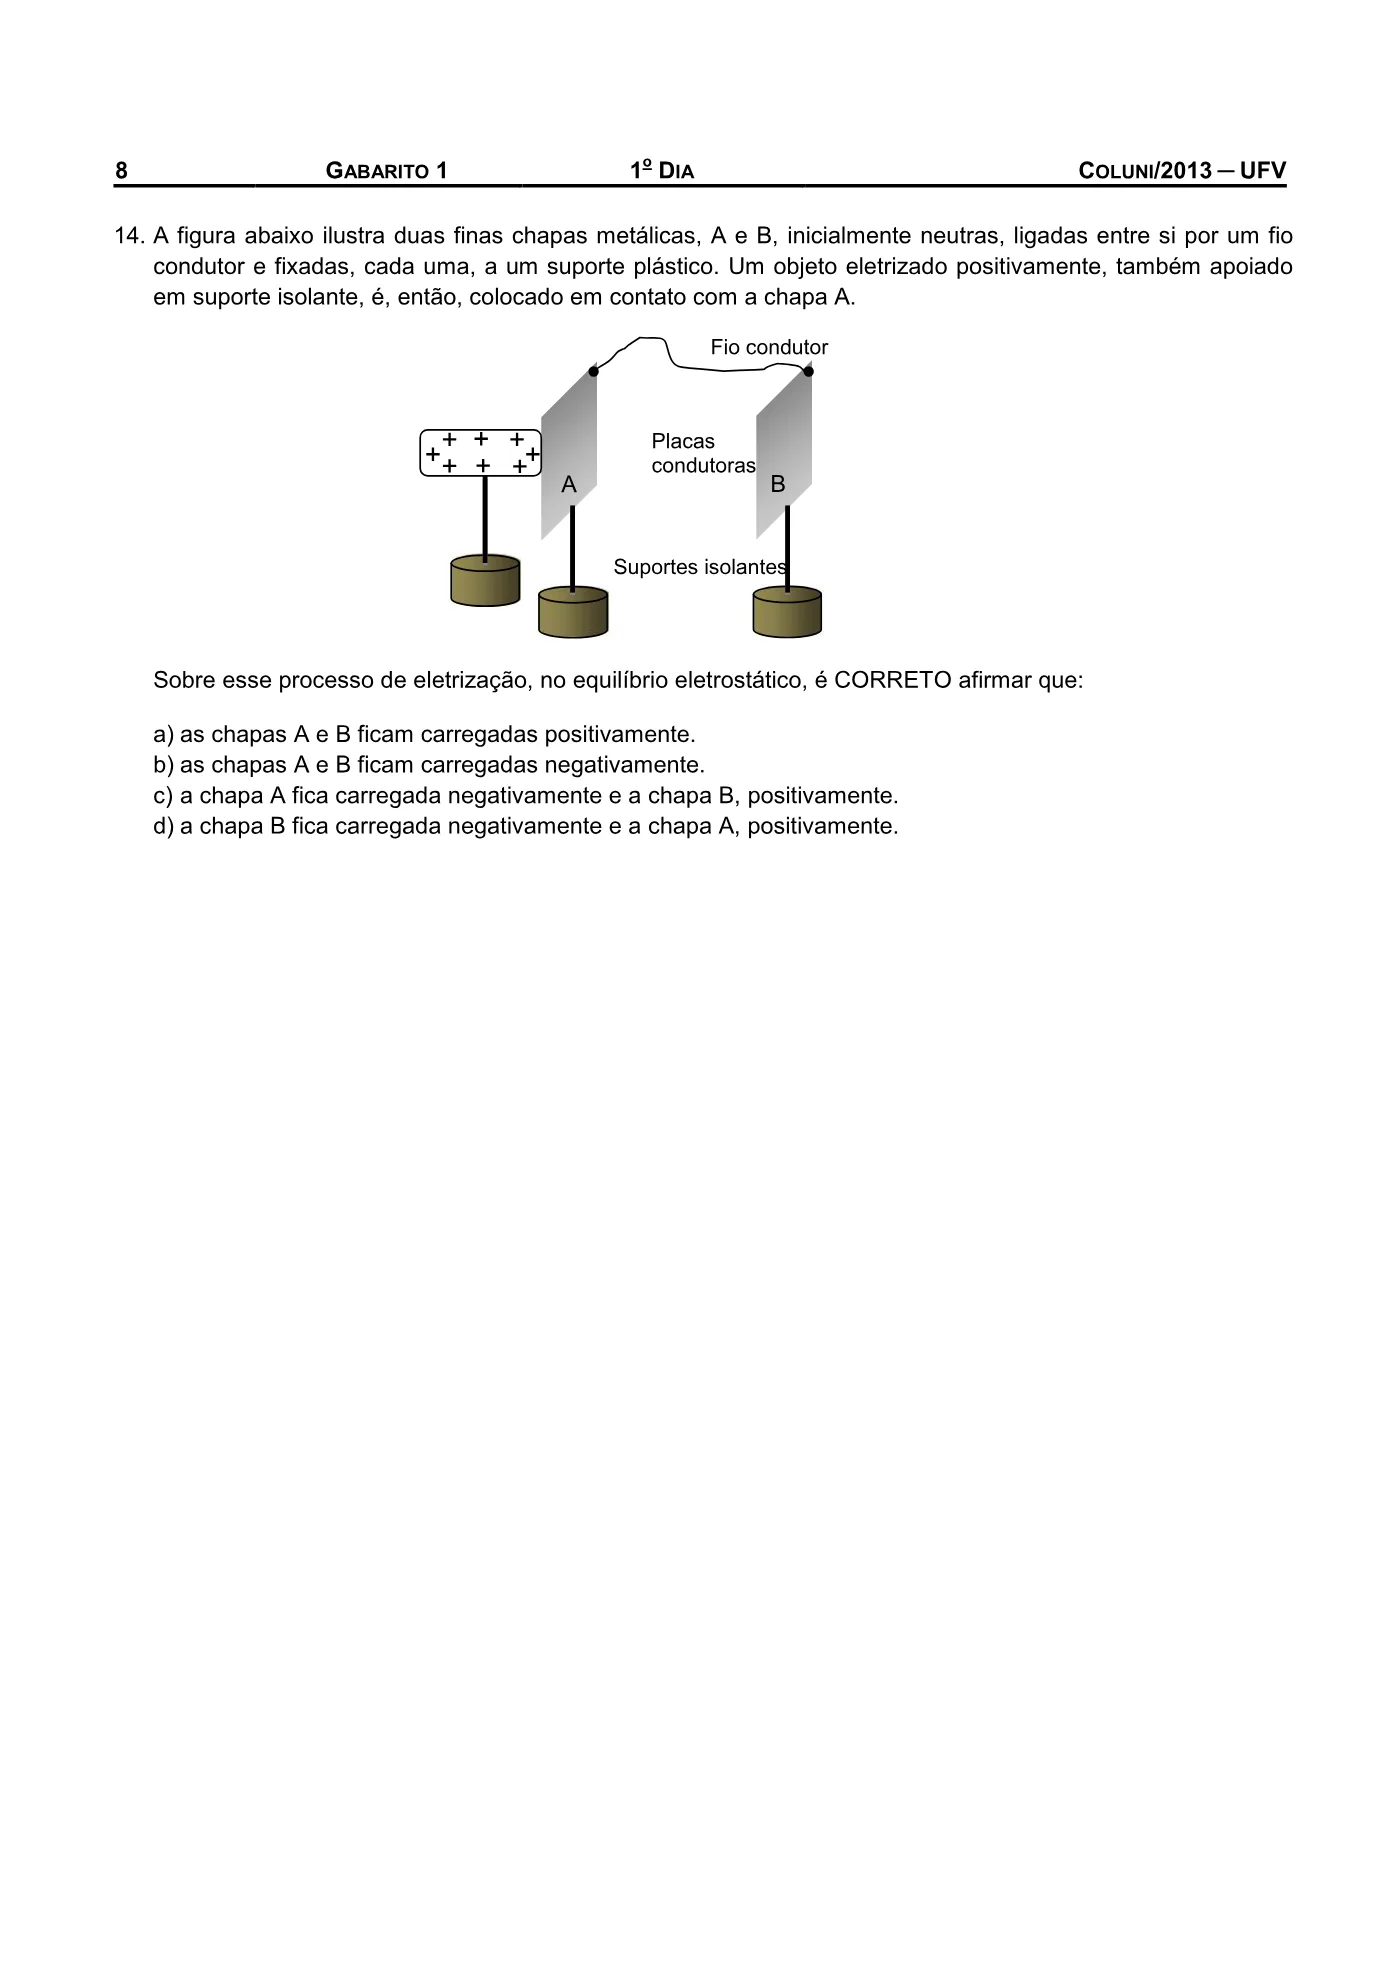 8 GABARITO 1 1º DIA COLUNI/2013 — UFV
14. A figura abaixo ilustra duas finas chapas metálicas, A e B, inicialmente neutras, ligadas entre si por um fio
condutor e fixadas, cada uma, a um suporte plástico. Um objeto eletrizado positivamente, também apoiado
em suporte isolante, é, então, colocado em contato com a chapa A.
Fio condutor
+ + +
+ +
+ + +
Placas
condutoras
A
B
Suportes isolantes
Sobre esse processo de eletrização, no equilíbrio eletrostático, é CORRETO afirmar que:
a) as chapas A e B ficam carregadas positivamente.
b) as chapas A e B ficam carregadas negativamente.
c) a chapa A fica carregada negativamente e a chapa B, positivamente.
d) a chapa B fica carregada negativamente e a chapa A, positivamente.